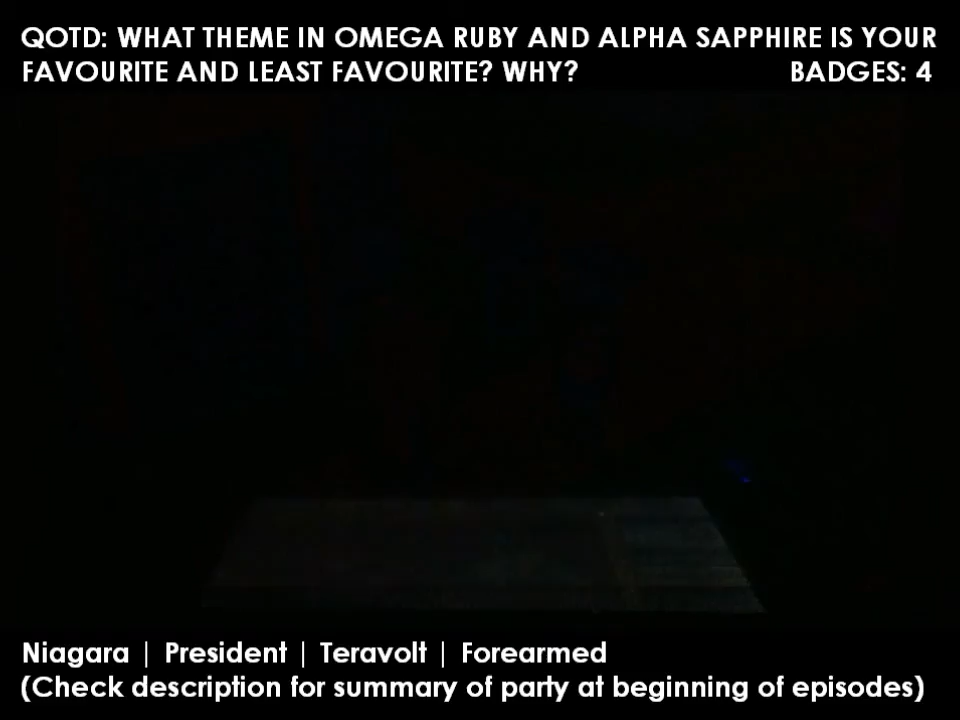 QOTD: WHAT THEME IN OMEGA RUBY AND ALPHA SAPPHIRE IS YOUR
FAVOURITE AND LEAST FAVOURITE? WHY? BADGES: 4
Niagara | President | Teravolt | Forearmed
(Check description for summary of party at beginning of episodes)